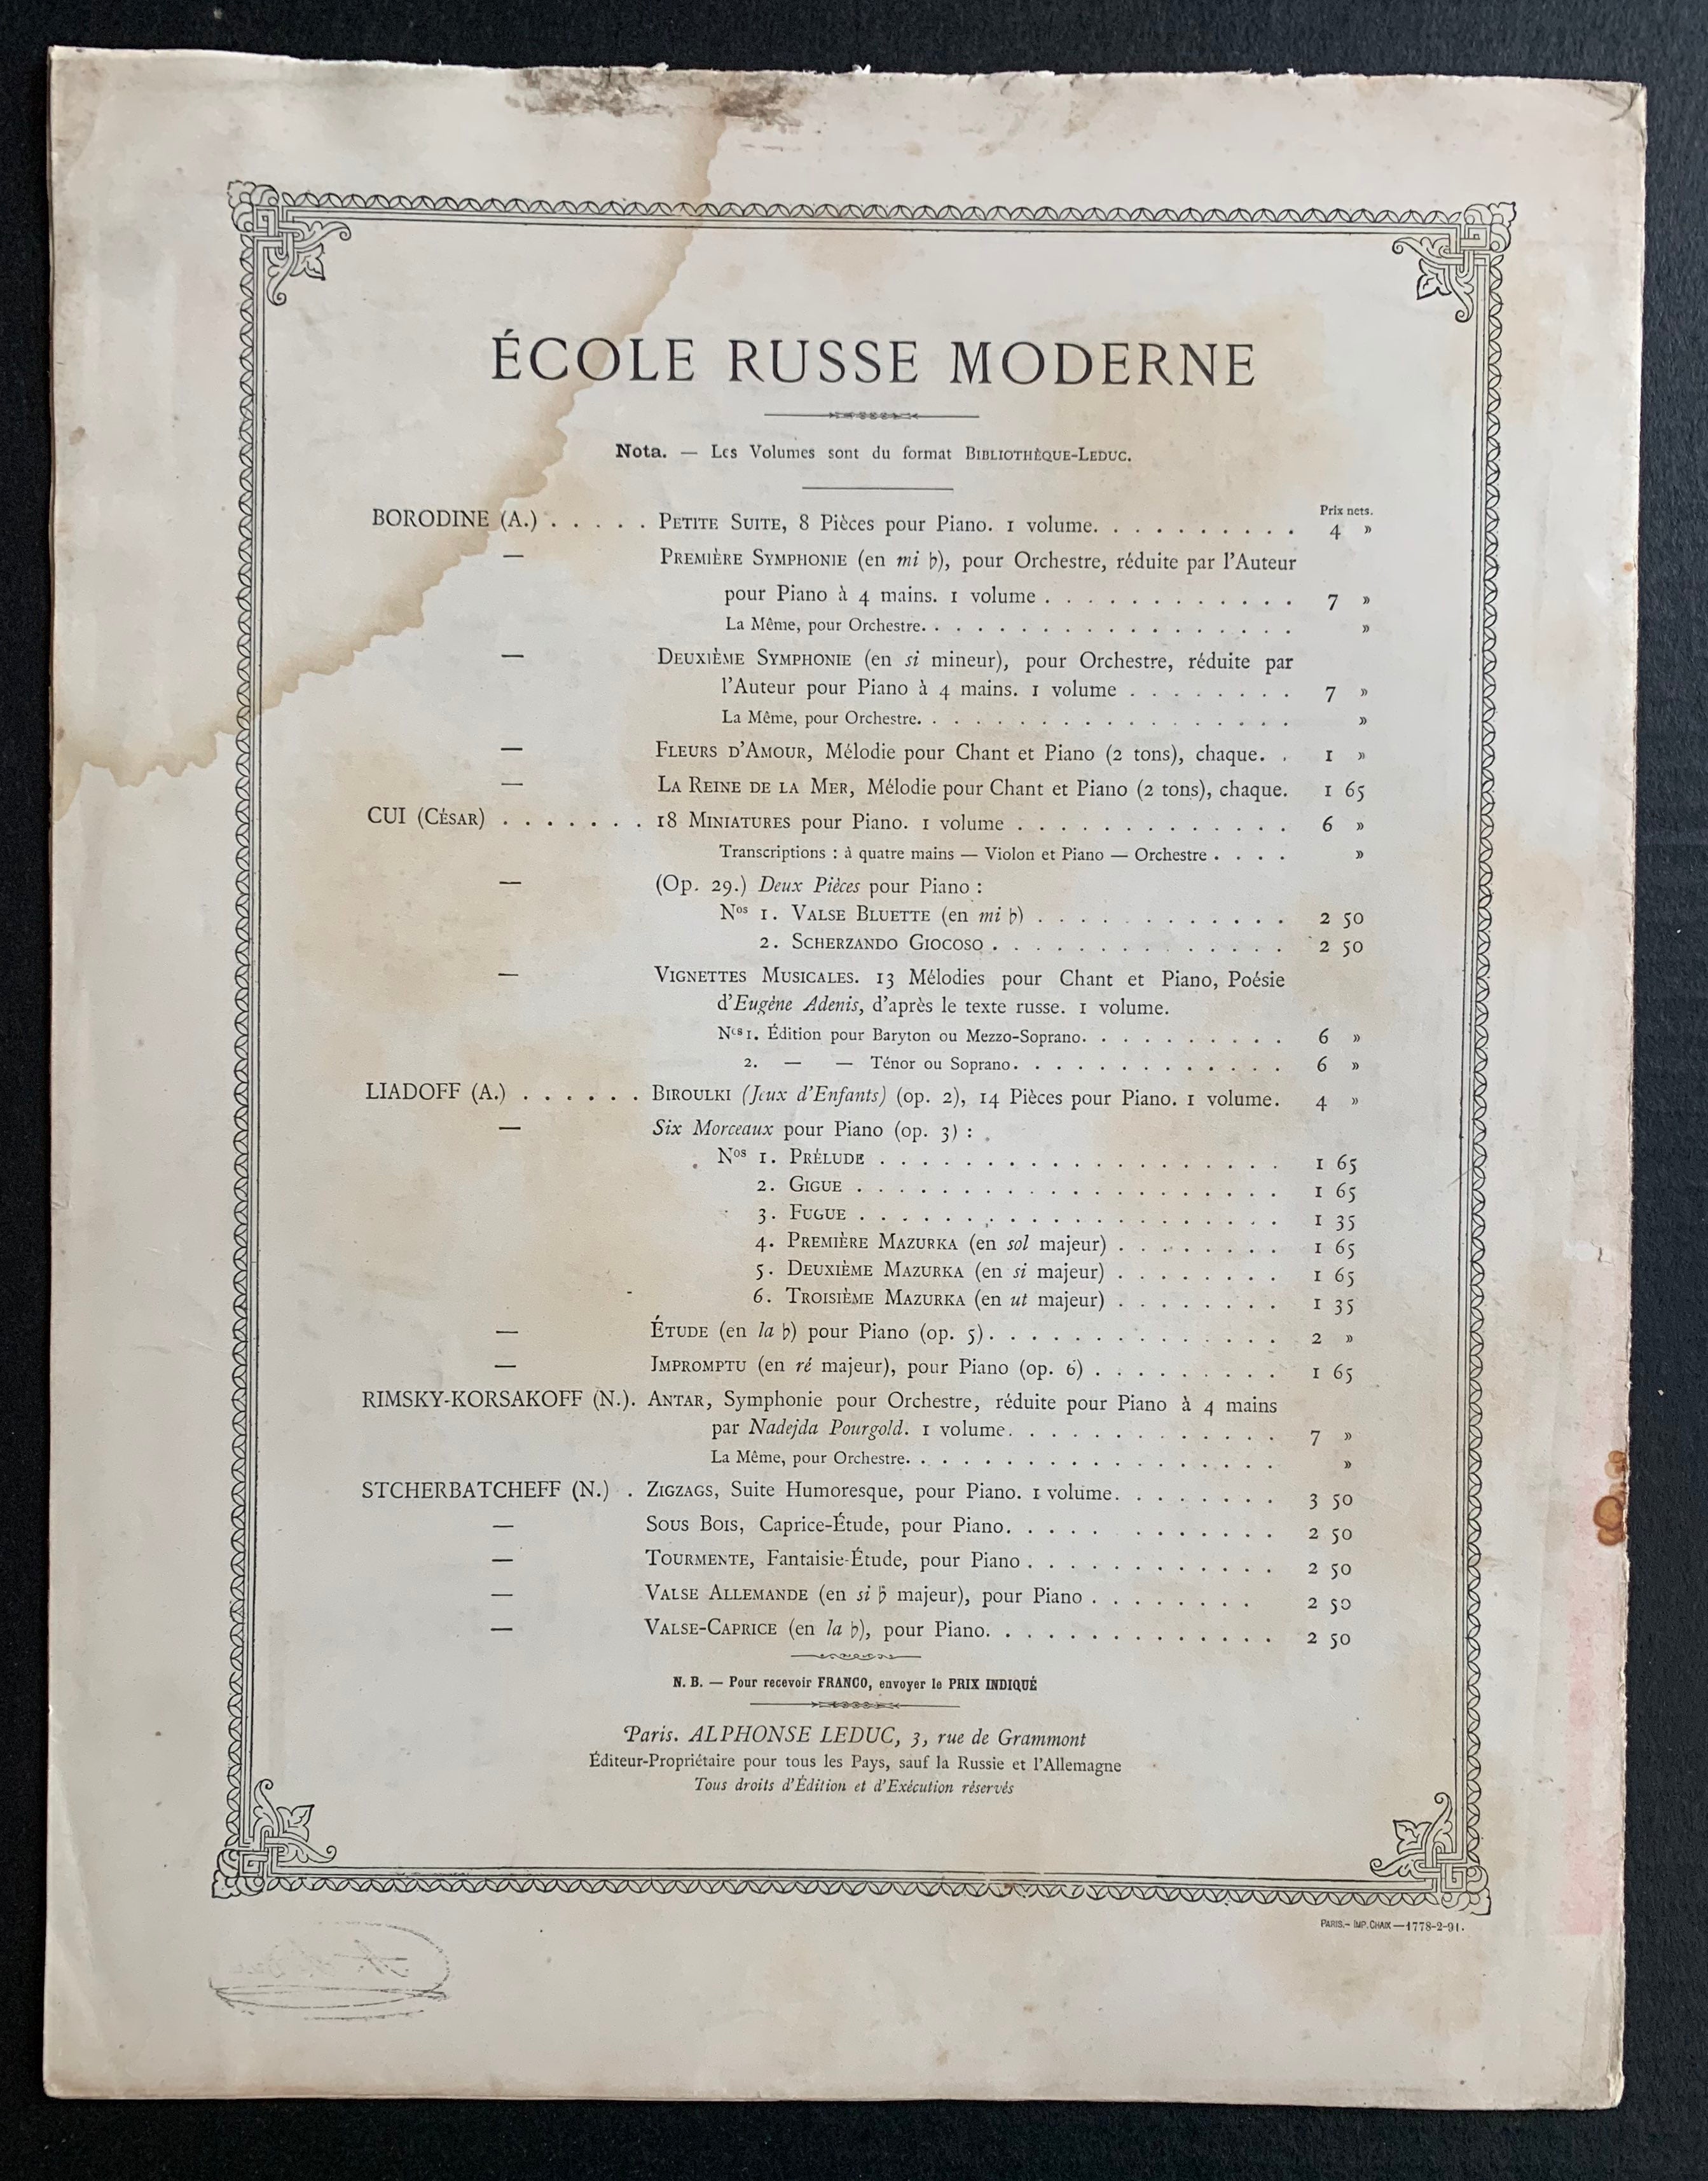 ÉCOLE RUSSE MODERNE
Nota. — Les Volumes sont du format BIBLIOTHÈQUE-LEDUC.
Prix nets.
BORODINE (A.) . . . . . PETITE SUITE, 8 Pièces pour Piano. 1 volume. . . . . . . . . . 4 »
— PREMIÈRE SYMPHONIE (en mi ♭), pour Orchestre, réduite par l'Auteur
pour Piano à 4 mains. 1 volume . . . . . . . . . . . . 7 »
La Même, pour Orchestre. . . . . . . . . . . . . . . . . . »
— DEUXIÈME SYMPHONIE (en si mineur), pour Orchestre, réduite par
l'Auteur pour Piano à 4 mains. 1 volume . . . . . . . . 7 »
La Même, pour Orchestre. . . . . . . . . . . . . . . . . . »
— FLEURS D'AMOUR, Mélodie pour Chant et Piano (2 tons), chaque. . 1 »
— LA REINE DE LA MER, Mélodie pour Chant et Piano (2 tons), chaque. 1 65
CUI (CÉSAR) . . . . . . . 18 MINIATURES pour Piano. 1 volume . . . . . . . . . . . . . 6 »
Transcriptions : à quatre mains — Violon et Piano — Orchestre . . . . »
— (Op. 29.) Deux Pièces pour Piano :
Nos 1. VALSE BLUETTE (en mi ♭) . . . . . . . . . . . . 2 50
2. SCHERZANDO GIOCOSO . . . . . . . . . . . . . 2 50
— VIGNETTES MUSICALES. 13 Mélodies pour Chant et Piano, Poésie
d'Eugène Adenis, d'après le texte russe. 1 volume.
Nos 1. Édition pour Baryton ou Mezzo-Soprano. . . . . . . . . . 6 »
2. — — Ténor ou Soprano. . . . . . . . . . . . . 6 »
LIADOFF (A.) . . . . . . BIROULKI (Jeux d'Enfants) (op. 2), 14 Pièces pour Piano. 1 volume. 4 »
— Six Morceaux pour Piano (op. 3) :
Nos 1. PRÉLUDE . . . . . . . . . . . . . . . . . . 1 65
2. GIGUE . . . . . . . . . . . . . . . . . . . . 1 65
3. FUGUE . . . . . . . . . . . . . . . . . . . . 1 35
4. PREMIÈRE MAZURKA (en sol majeur) . . . . . . . . 1 65
5. DEUXIÈME MAZURKA (en si majeur) . . . . . . . . 1 65
6. TROISIÈME MAZURKA (en ut majeur) . . . . . . . . 1 35
— ÉTUDE (en la ♭) pour Piano (op. 5). . . . . . . . . . . . . . 2 »
— IMPROMPTU (en ré majeur), pour Piano (op. 6) . . . . . . . . . 1 65
RIMSKY-KORSAKOFF (N.). ANTAR, Symphonie pour Orchestre, réduite pour Piano à 4 mains
par Nadejda Pourgold. 1 volume. . . . . . . . . . . . . 7 »
La Même, pour Orchestre. . . . . . . . . . . . . . . . . . »
STCHERBATCHEFF (N.) . ZIGZAGS, Suite Humoresque, pour Piano. 1 volume. . . . . . . . 3 50
— SOUS BOIS, Caprice-Étude, pour Piano. . . . . . . . . . . . . 2 50
— TOURMENTE, Fantaisie-Étude, pour Piano . . . . . . . . . . . . 2 50
— VALSE ALLEMANDE (en si ♭ majeur), pour Piano . . . . . . . . 2 50
— VALSE-CAPRICE (en la ♭), pour Piano. . . . . . . . . . . . . . 2 50
N. B. — Pour recevoir FRANCO, envoyer le PRIX INDIQUÉ
Paris. ALPHONSE LEDUC, 3, rue de Grammont
Éditeur-Propriétaire pour tous les Pays, sauf la Russie et l'Allemagne
Tous droits d'Édition et d'Exécution réservés
PARIS.- IMP. CHAIX —1778-2-91.